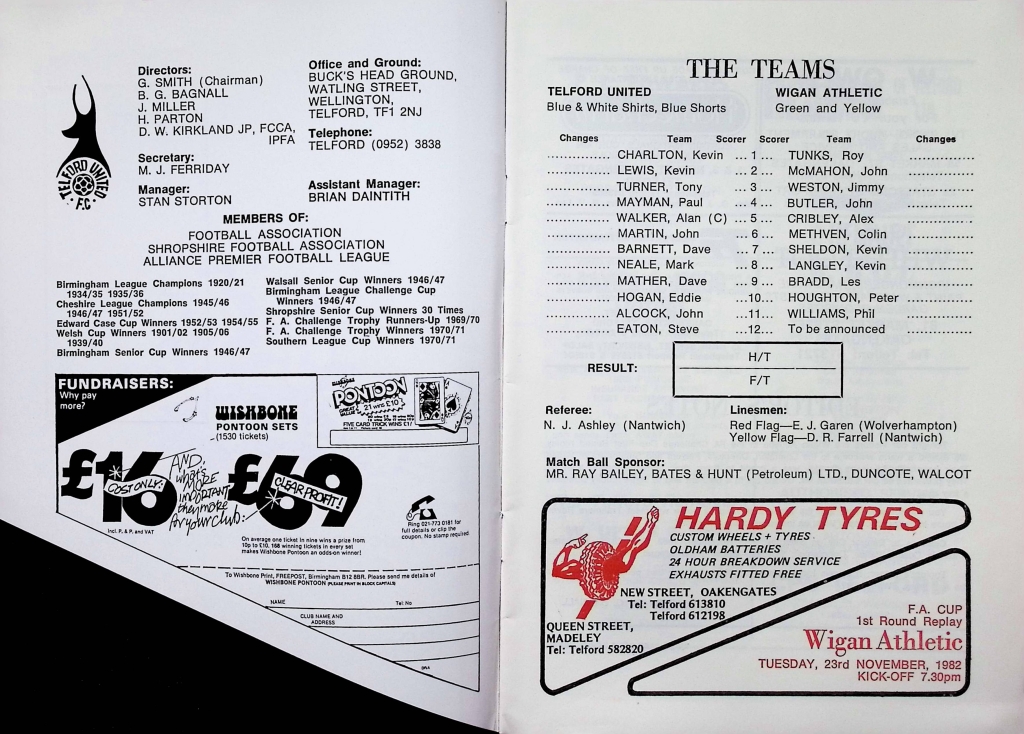 Directors:
G. SMITH (Chairman)
B. G. BAGNALL
J. MILLER
H. PARTON
D. W. KIRKLAND JP, FCCA,
IPFA
Secretary:
M. J. FERRIDAY
Manager:
STAN STORTON
Office and Ground:
BUCK'S HEAD GROUND,
WATLING STREET,
WELLINGTON,
TELFORD, TF1 2NJ
Telephone:
TELFORD (0952) 3838
Assistant Manager:
BRIAN DAINTITH
TELFORD UNITED
F.C.
MEMBERS OF:
FOOTBALL ASSOCIATION
SHROPSHIRE FOOTBALL ASSOCIATION
ALLIANCE PREMIER FOOTBALL LEAGUE
Birmingham League Champions 1920/21
1934/35 1935/36
Cheshire League Champions 1945/46
1946/47 1951/52
Edward Case Cup Winners 1952/53 1954/55
Welsh Cup Winners 1901/02 1905/06
1939/40
Birmingham Senior Cup Winners 1946/47
Walsall Senior Cup Winners 1946/47
Birmingham League Challenge Cup
Winners 1946/47
Shropshire Senior Cup Winners 30 Times
F. A. Challenge Trophy Runners-Up 1969/70
F. A. Challenge Trophy Winners 1970/71
Southern League Cup Winners 1970/71
FUNDRAISERS:
Why pay
more?
WISHBONE
PONTOON SETS
(1530 tickets)
PONTOON
21 WINS £10
FIVE CARD TRICK WINS £1!
£16
COST ONLY:
AND,
what's
MORE
IMPORTANT
they make
for your club:
£69
CLEAR PROFIT!
Incl. P. & P. and VAT
On average one ticket in nine wins a prize from
10p to £10, 168 winning tickets in every set
makes Wishbone Pontoon an odds-on winner!
Ring 021-773 0181 for
full details or clip the
coupon. No stamp required
To Wishbone Print, FREEPOST, Birmingham B12 8BR. Please send me details of
WISHBONE PONTOON (PLEASE PRINT IN BLOCK CAPITALS)
NAME Tel: No
CLUB NAME AND
ADDRESS
THE TEAMS
TELFORD UNITED WIGAN ATHLETIC
Blue & White Shirts, Blue Shorts Green and Yellow
Changes Team Scorer Scorer Team Changes
............... CHARLTON, Kevin ... 1 ... TUNKS, Roy ................
............... LEWIS, Kevin ... 2 ... McMAHON, John ................
............... TURNER, Tony ... 3 ... WESTON, Jimmy ................
............... MAYMAN, Paul ... 4 ... BUTLER, John ................
............... WALKER, Alan (C) ... 5 ... CRIBLEY, Alex ................
............... MARTIN, John ... 6 ... METHVEN, Colin ................
............... BARNETT, Dave ... 7 ... SHELDON, Kevin ................
............... NEALE, Mark ... 8 ... LANGLEY, Kevin ................
............... MATHER, Dave ... 9 ... BRADD, Les ................
............... HOGAN, Eddie ... 10... HOUGHTON, Peter ................
............... ALCOCK, John ... 11... WILLIAMS, Phil ................
............... EATON, Steve ... 12... To be announced ................
RESULT:
H/T
F/T
Referee:
N. J. Ashley (Nantwich)
Linesmen:
Red Flag—E. J. Garen (Wolverhampton)
Yellow Flag—D. R. Farrell (Nantwich)
Match Ball Sponsor:
MR. RAY BAILEY, BATES & HUNT (Petroleum) LTD., DUNCOTE, WALCOT
HARDY TYRES
CUSTOM WHEELS + TYRES
OLDHAM BATTERIES
24 HOUR BREAKDOWN SERVICE
EXHAUSTS FITTED FREE
NEW STREET, OAKENGATES
Tel: Telford 613810
Telford 612198
QUEEN STREET,
MADELEY
Tel: Telford 582820
F.A. CUP
1st Round Replay
Wigan Athletic
TUESDAY, 23rd NOVEMBER, 1982
KICK-OFF 7.30pm